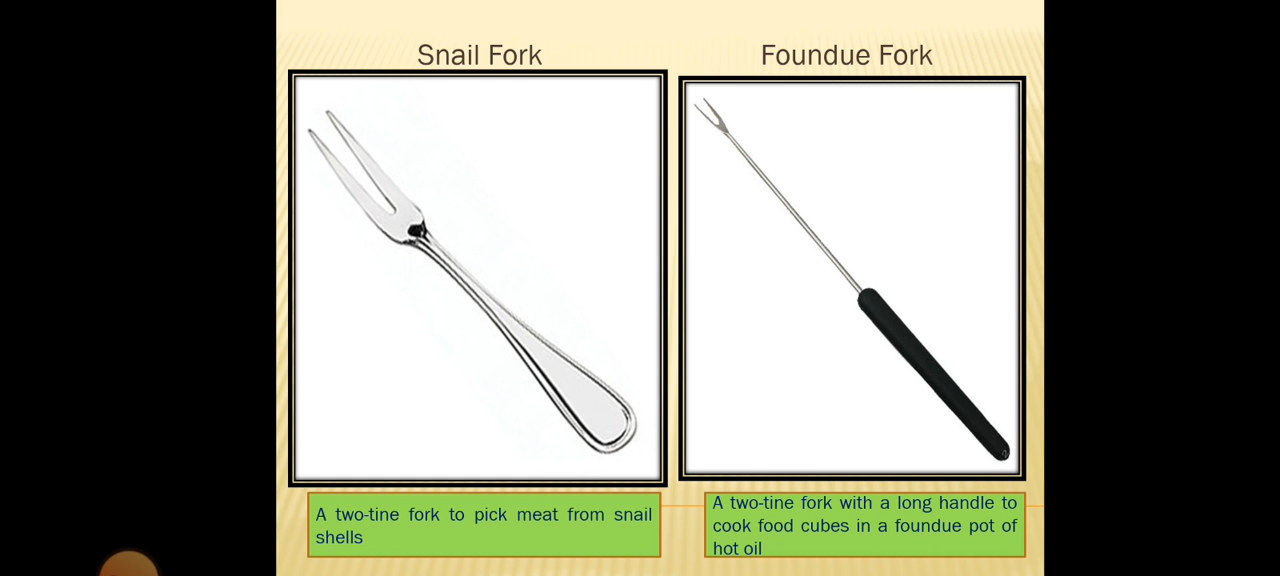 Snail Fork
Foundue Fork
A two-tine fork to pick meat from snail
shells
A two-tine fork with a long handle to
cook food cubes in a foundue pot of
hot oil